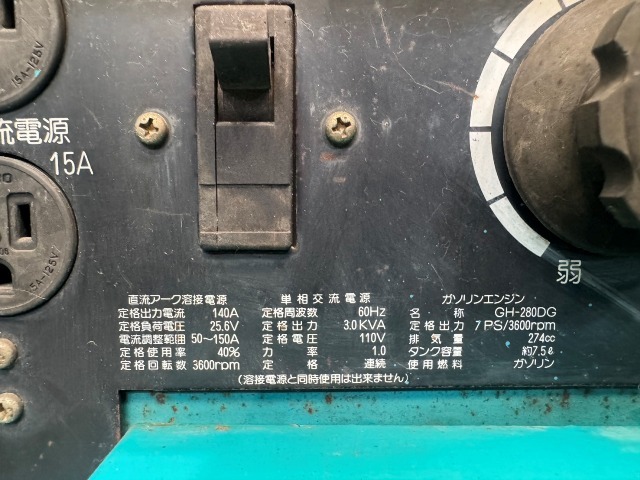 15A-125V
流電源
15A
15A-125V
弱
直流アーク溶接電源
定格出力電流 140A
定格負荷電圧 25.6V
電流調整範囲 50〜150A
定格使用率 40%
定格回転数 3600rpm
単相交流電源
定格周波数 60Hz
定格出力 3.0KVA
定格電圧 110V
力率 1.0
定格 連続
(溶接電源と同時使用は出来ません)
ガソリンエンジン
名称 GH-280DG
定格出力 7PS/3600rpm
排気量 274cc
タンク容量 約7.5ℓ
使用燃料 ガソリン